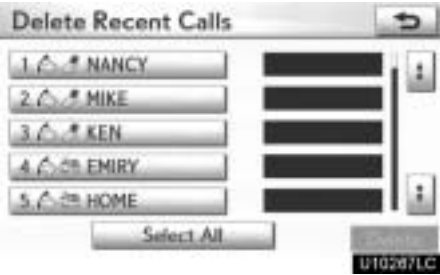 Delete Recent Calls
1 NANCY
2 MIKE
3 KEN
4 EMIRY
5 HOME
Select All
Delete
U10287LC